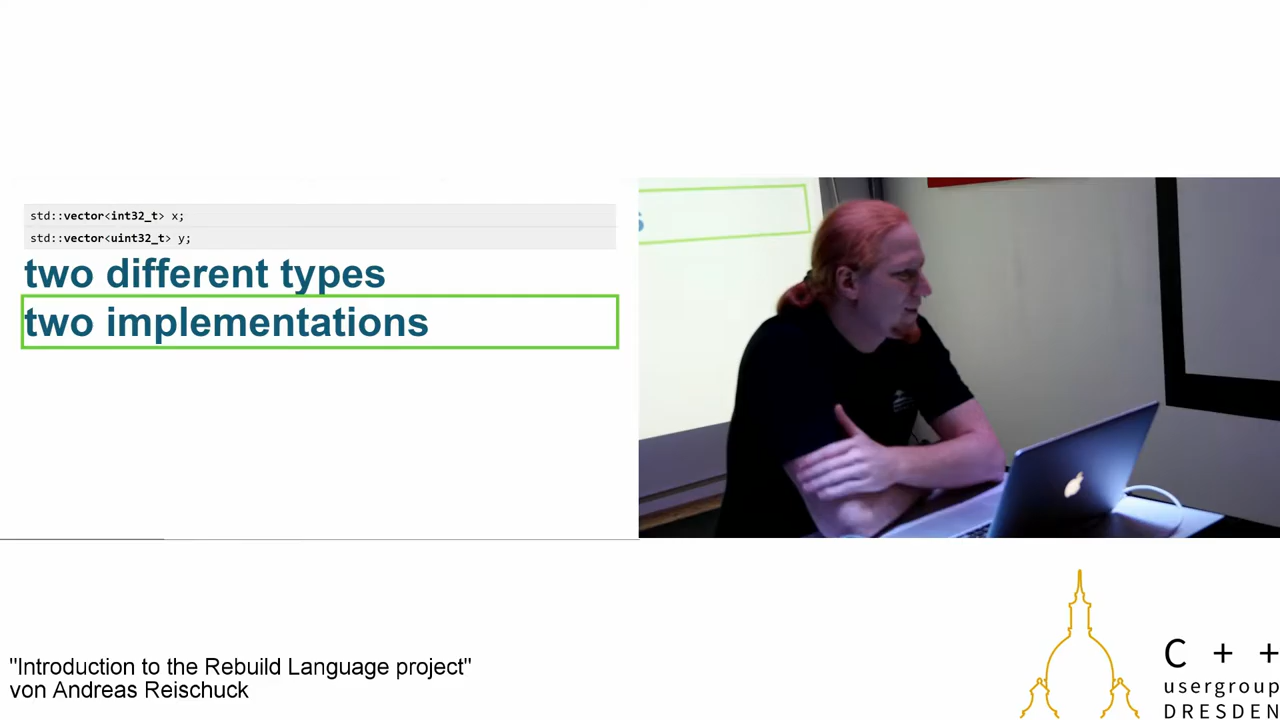 std::vector<int32_t> x;
std::vector<uint32_t> y;
two different types
two implementations
"Introduction to the Rebuild Language project"
von Andreas Reischuck
C + +
usergroup
DRESDEN